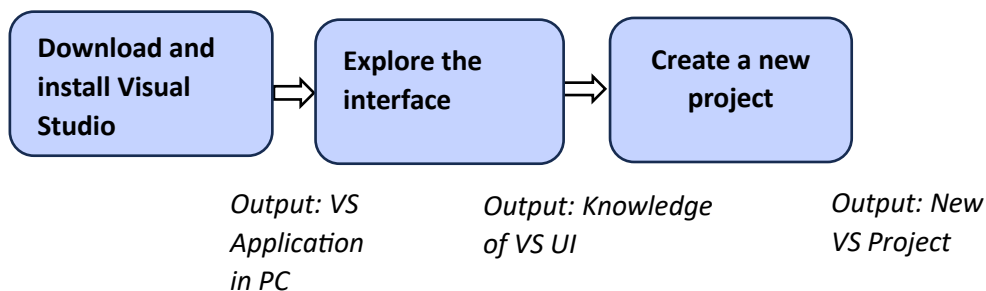 Download and
install Visual
Studio
Explore the
interface
Create a new
project
Output: VS
Application
in PC
Output: Knowledge
of VS UI
Output: New
VS Project